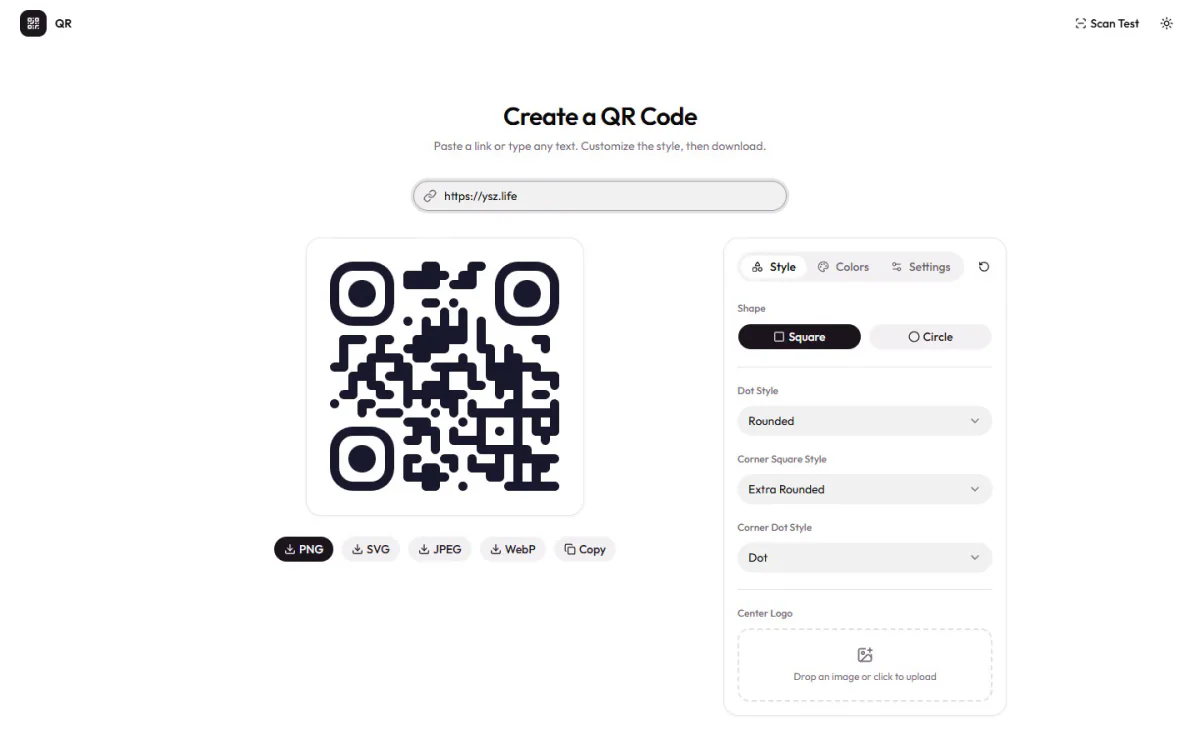 QR
Scan Test
Create a QR Code
Paste a link or type any text. Customize the style, then download.
https://ysz.life
Style Colors Settings
Shape
Square Circle
Dot Style
Rounded
Corner Square Style
Extra Rounded
Corner Dot Style
Dot
Center Logo
Drop an image or click to upload
PNG SVG JPEG WebP Copy